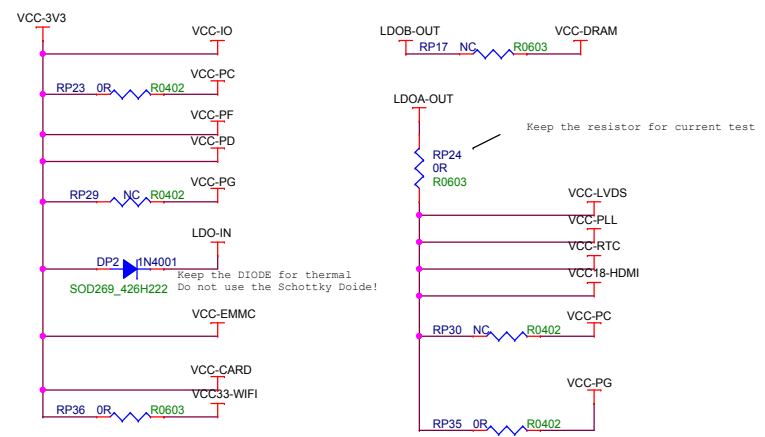 VCC-3V3
VCC-IO
RP23 0R R0402
VCC-PC
VCC-PF
VCC-PD
RP29 NC R0402
VCC-PG
LDO-IN
DP2 1N4001
SOD269_426H222
Keep the DIODE for thermal
Do not use the Schottky Doide!
VCC-EMMC
VCC-CARD
VCC33-WIFI
RP36 0R R0603
LDOB-OUT
RP17 NC R0603
VCC-DRAM
LDOA-OUT
Keep the resistor for current test
RP24
0R
R0603
VCC-LVDS
VCC-PLL
VCC-RTC
VCC18-HDMI
RP30 NC R0402
VCC-PC
VCC-PG
RP35 0R R0402